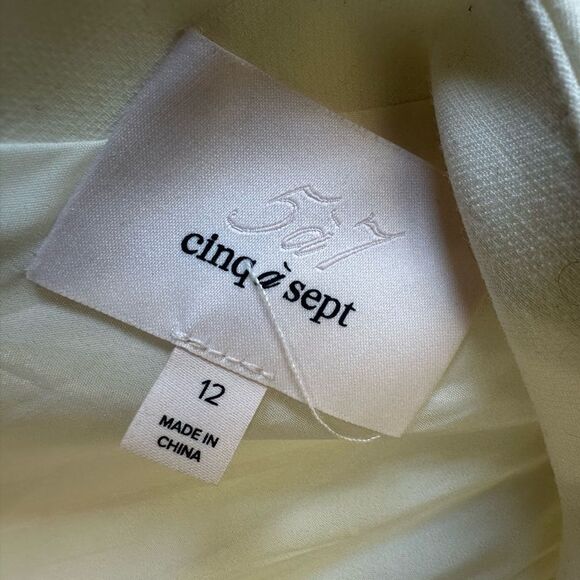 5à7
cinq à sept
12
MADE IN
CHINA